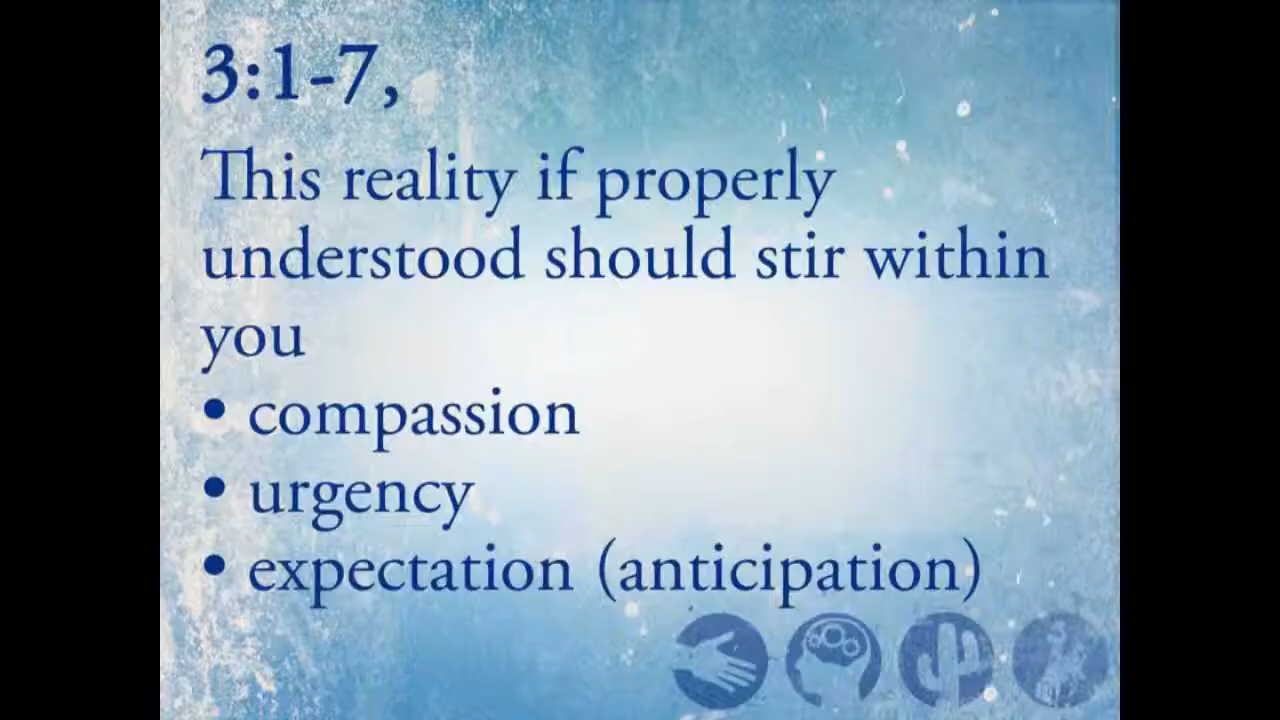 3:1-7,
This reality if properly
understood should stir within
you
• compassion
• urgency
• expectation (anticipation)